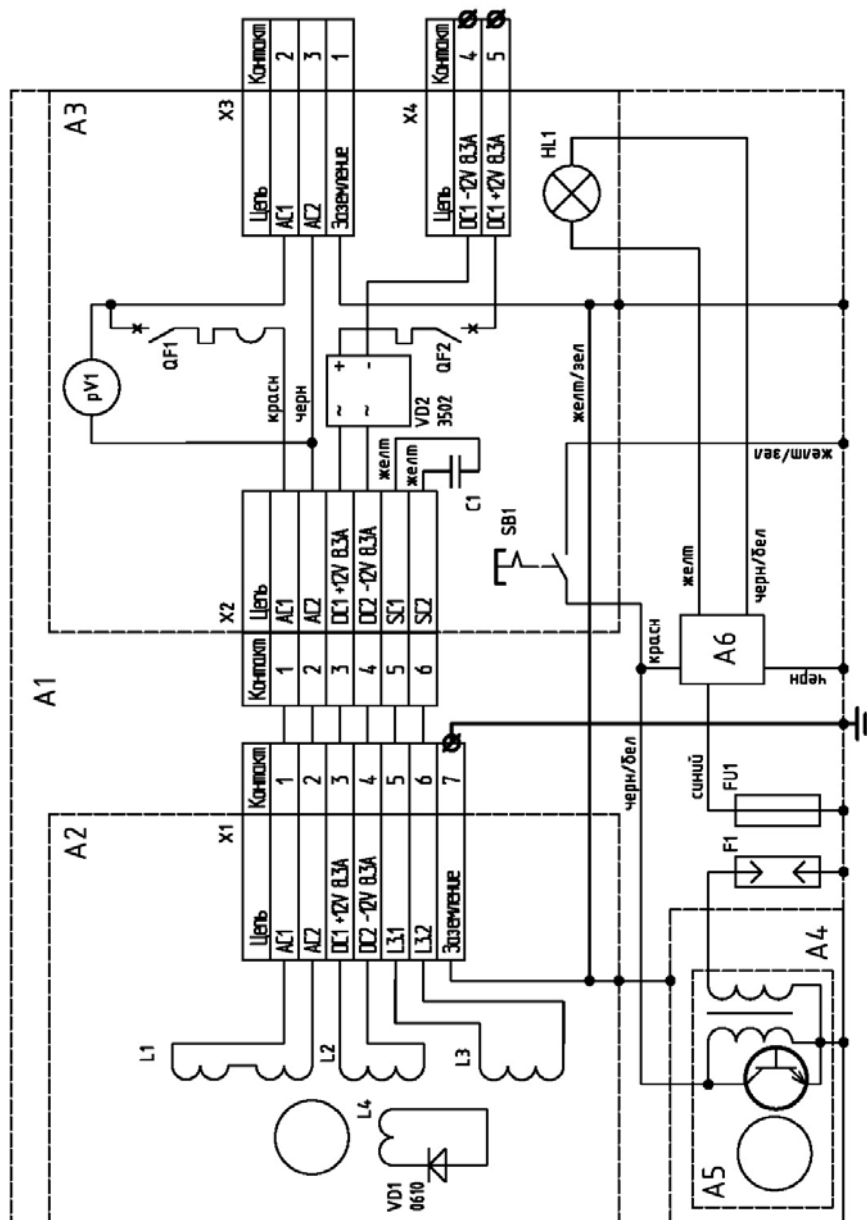 A1
A2
X1
Цепь Контакт
AC1 1
AC2 2
DC1 +12V 8.3A 3
DC2 -12V 8.3A 4
L3.1 5
L3.2 6
Заземление 7
L1
L2
L3
L4
VD1
0610
X2
Контакт Цепь
1 AC1
2 AC2
3 DC1 +12V 8.3A
4 DC2 -12V 8.3A
5 SC1
6 SC2
A3
pV1
QF1
красн
черн
VD2
3502
~
~
+
-
QF2
желт
желт
C1
X3
Цепь Контакт
AC1 2
AC2 3
Заземление 1
X4
Цепь Контакт
DC1 -12V 8.3A 4
DC1 +12V 8.3A 5
HL1
SB1
желт/зел
желт/зел
желт
черн/бел
красн
A6
черн
черн/бел
синий
FU1
F1
A4
A5